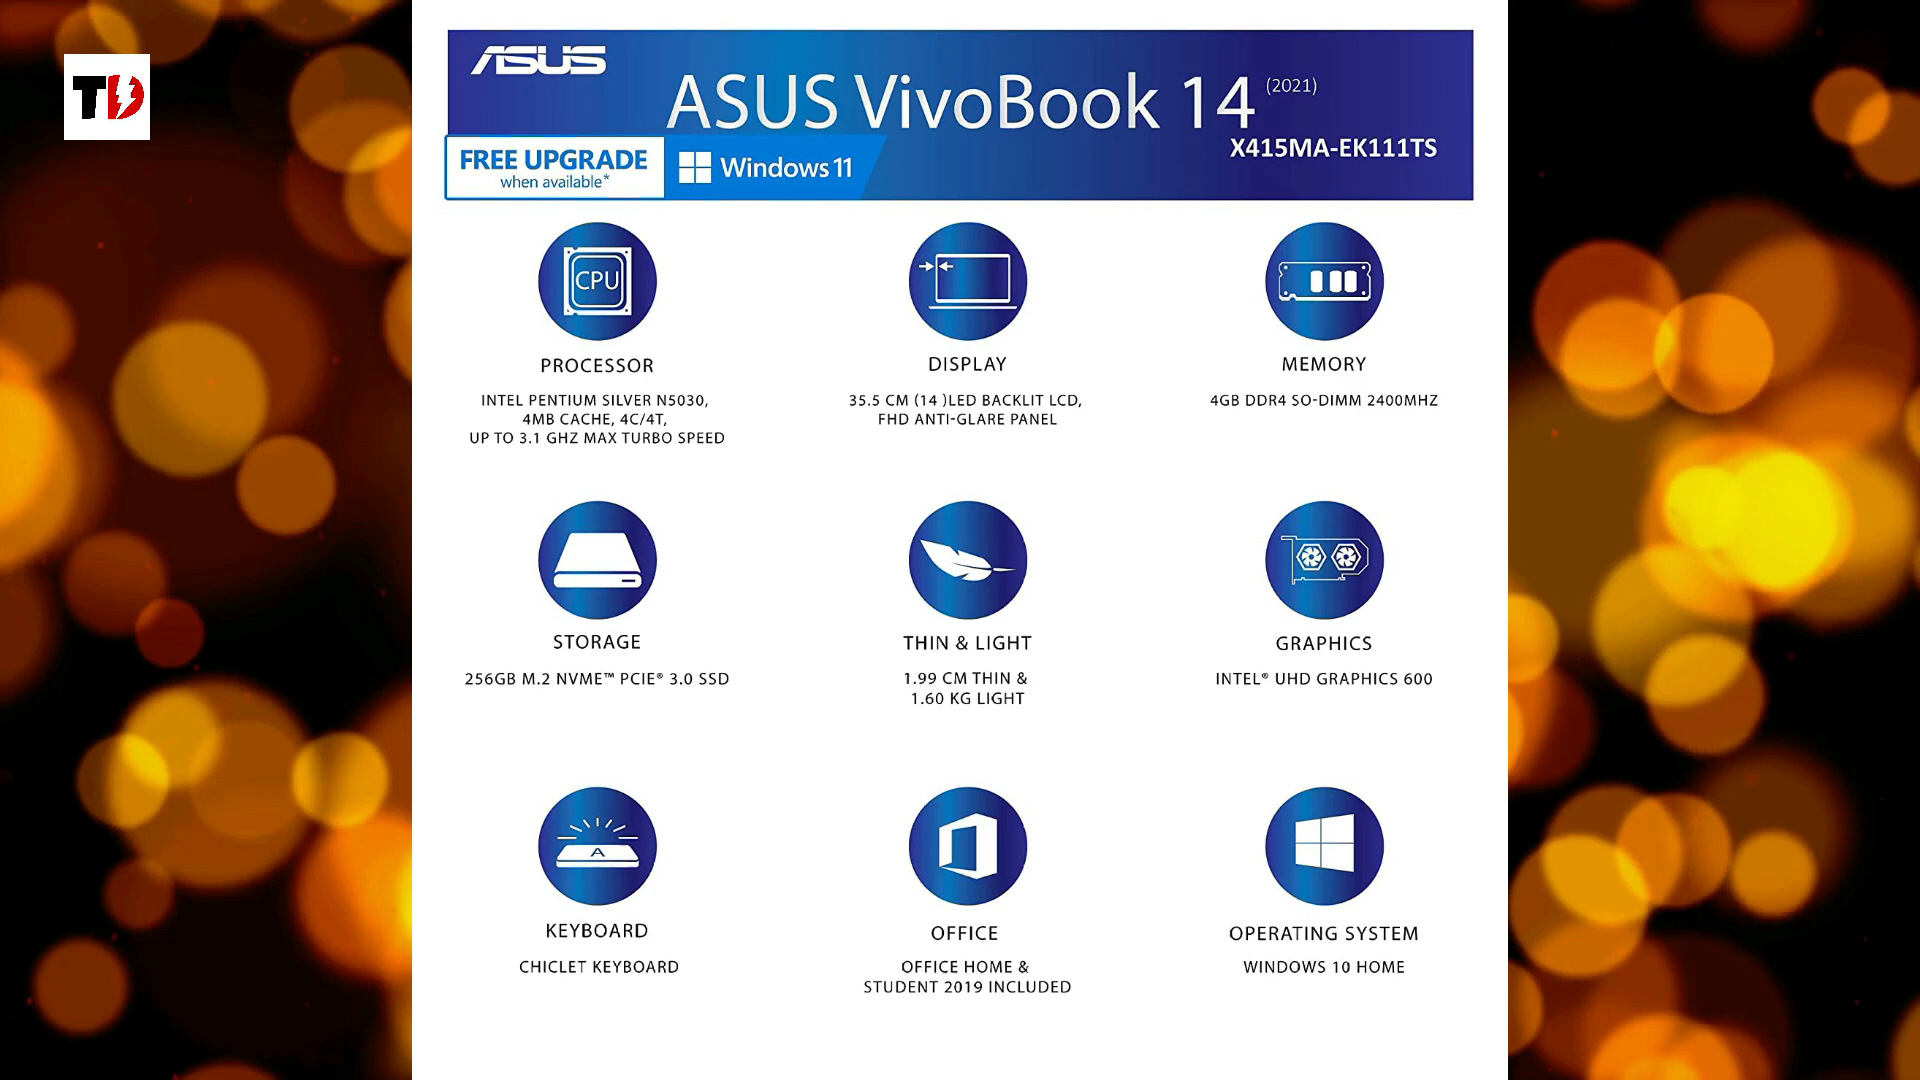 TD
ASUS
ASUS VivoBook 14 (2021)
X415MA-EK111TS
FREE UPGRADE
when available*
Windows 11
CPU
PROCESSOR
INTEL PENTIUM SILVER N5030,
4MB CACHE, 4C/4T,
UP TO 3.1 GHZ MAX TURBO SPEED
DISPLAY
35.5 CM (14 )LED BACKLIT LCD,
FHD ANTI-GLARE PANEL
MEMORY
4GB DDR4 SO-DIMM 2400MHZ
STORAGE
256GB M.2 NVME™ PCIE® 3.0 SSD
THIN & LIGHT
1.99 CM THIN &
1.60 KG LIGHT
GRAPHICS
INTEL® UHD GRAPHICS 600
A
KEYBOARD
CHICLET KEYBOARD
OFFICE
OFFICE HOME &
STUDENT 2019 INCLUDED
OPERATING SYSTEM
WINDOWS 10 HOME